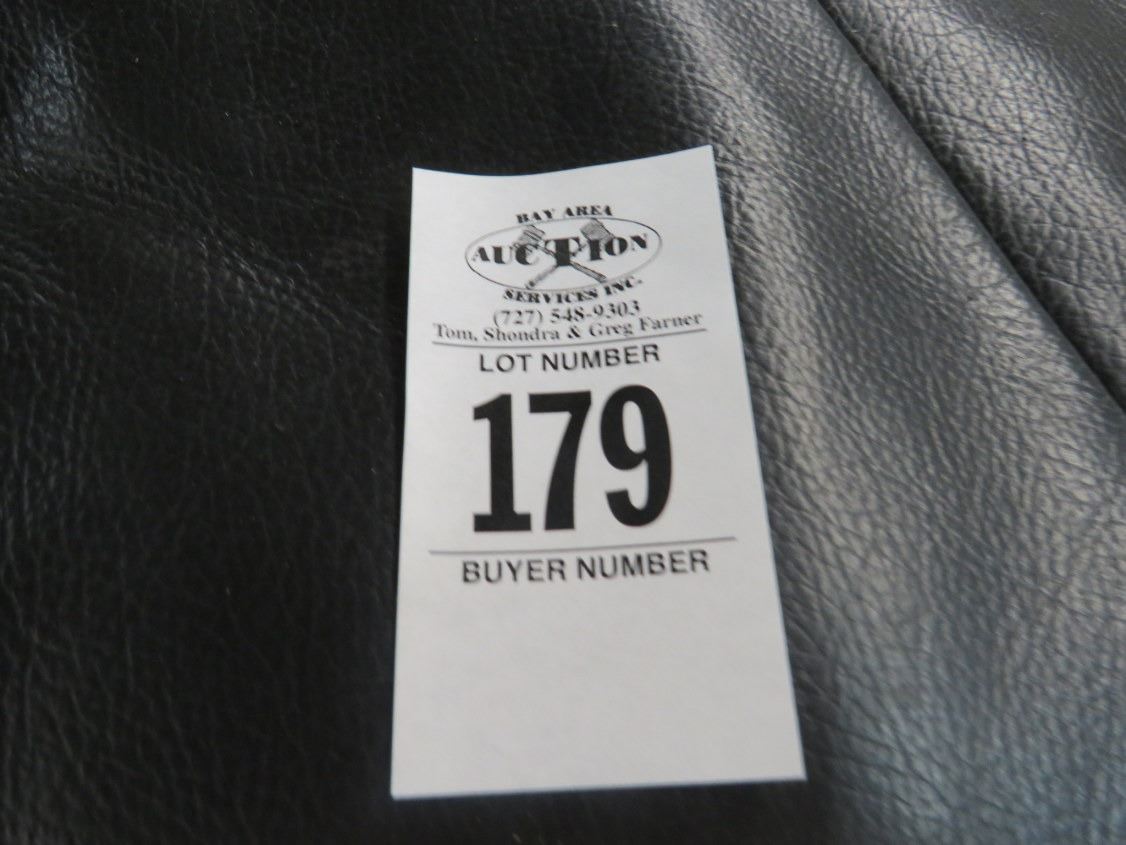 BAY AREA
AUCTION
SERVICES INC.
(727) 548-9303
Tom, Shondra & Greg Farner
LOT NUMBER
179
BUYER NUMBER